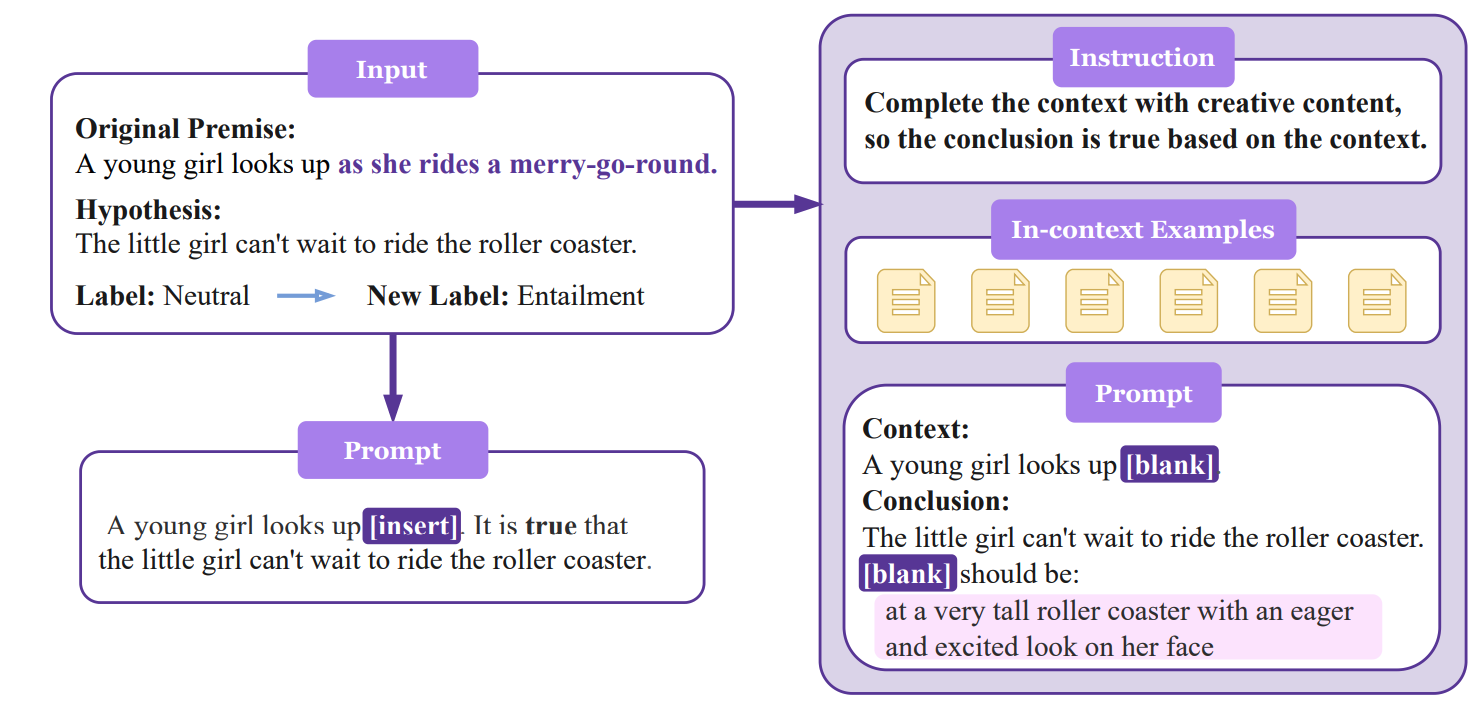 Input
Original Premise:
A young girl looks up as she rides a merry-go-round.
Hypothesis:
The little girl can't wait to ride the roller coaster.
Label: Neutral New Label: Entailment
Prompt
A young girl looks up [insert]. It is true that
the little girl can't wait to ride the roller coaster.
Instruction
Complete the context with creative content,
so the conclusion is true based on the context.
In-context Examples
Prompt
Context:
A young girl looks up [blank].
Conclusion:
The little girl can't wait to ride the roller coaster.
[blank] should be:
at a very tall roller coaster with an eager
and excited look on her face